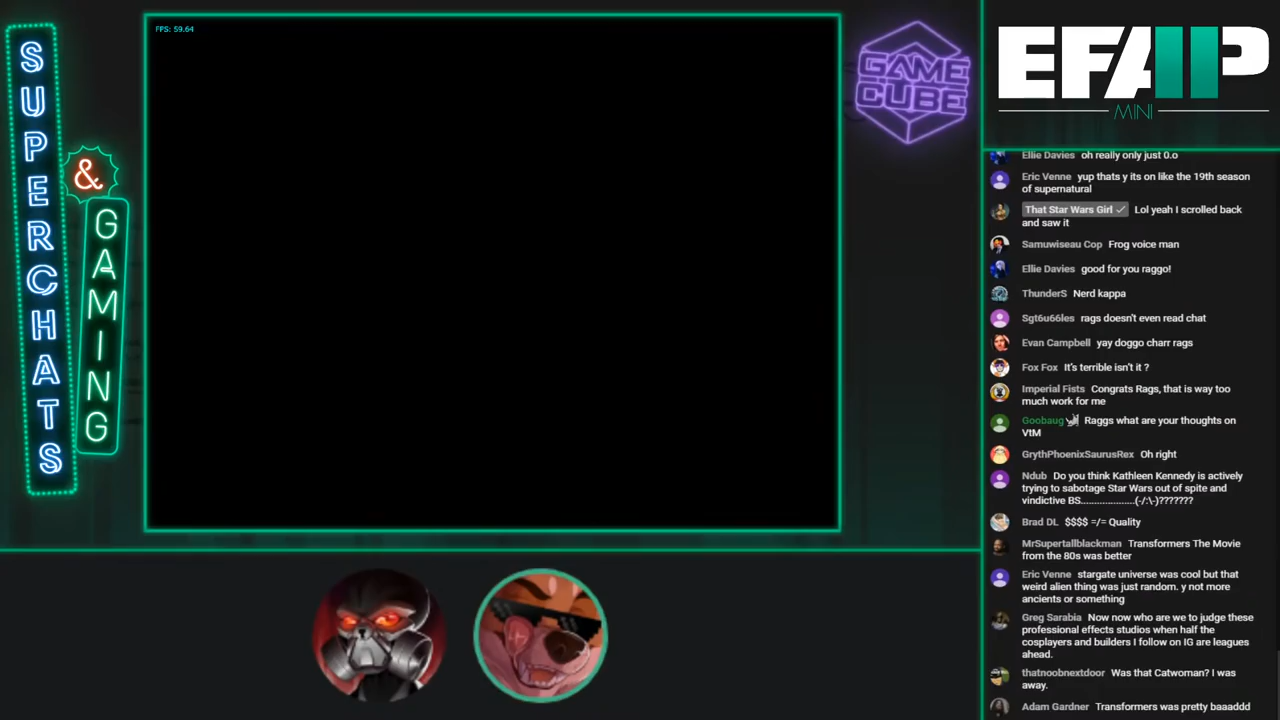 SUPERCHATS
&
GAMING
FPS: 59.64
GAME
CUBE
EFAP
MINI
Ellie Davies oh really only just 0.o
Eric Venne yup thats y its on like the 19th season
of supernatural
That Star Wars Girl ✓ Lol yeah I scrolled back
and saw it
Samuwiseau Cop Frog voice man
Ellie Davies good for you raggo!
ThunderS Nerd kappa
Sgt6u66les rags doesn't even read chat
Evan Campbell yay doggo charr rags
Fox Fox It's terrible isn't it ?
Imperial Fists Congrats Rags, that is way too
much work for me
Goobaug Raggs what are your thoughts on
VtM
GrythPhoenixSaurusRex Oh right
Ndub Do you think Kathleen Kennedy is actively
trying to sabotage Star Wars out of spite and
vindictive BS....................(-/:\-)???????
Brad DL $$$$ =/= Quality
MrSupertallblackman Transformers The Movie
from the 80s was better
Eric Venne stargate universe was cool but that
weird alien thing was just random. y not more
ancients or something
Greg Sarabia Now now who are we to judge these
professional effects studios when half the
cosplayers and builders I follow on IG are leagues
ahead.
thatnoobnextdoor Was that Catwoman? I was
away.
Adam Gardner Transformers was pretty baaaddd